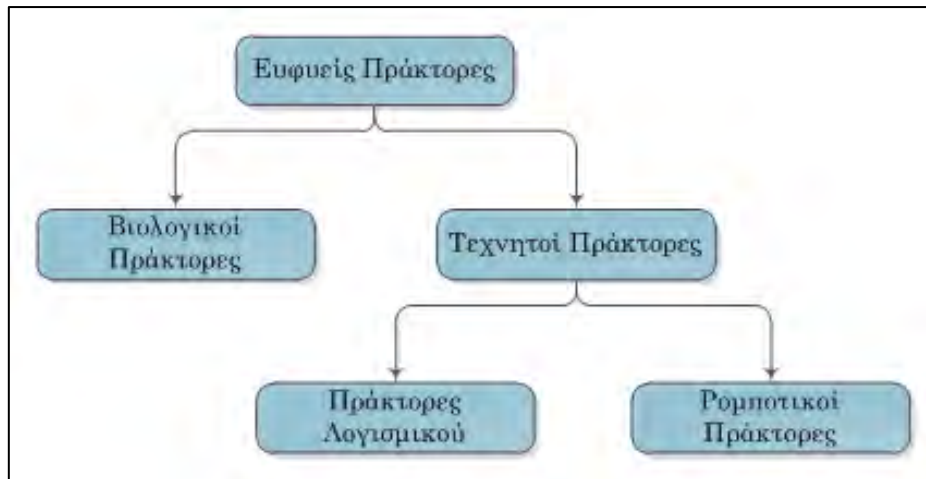 Ευφυείς Πράκτορες
Βιολογικοί
Πράκτορες
Τεχνητοί Πράκτορες
Πράκτορες
Λογισμικού
Ρομποτικοί
Πράκτορες